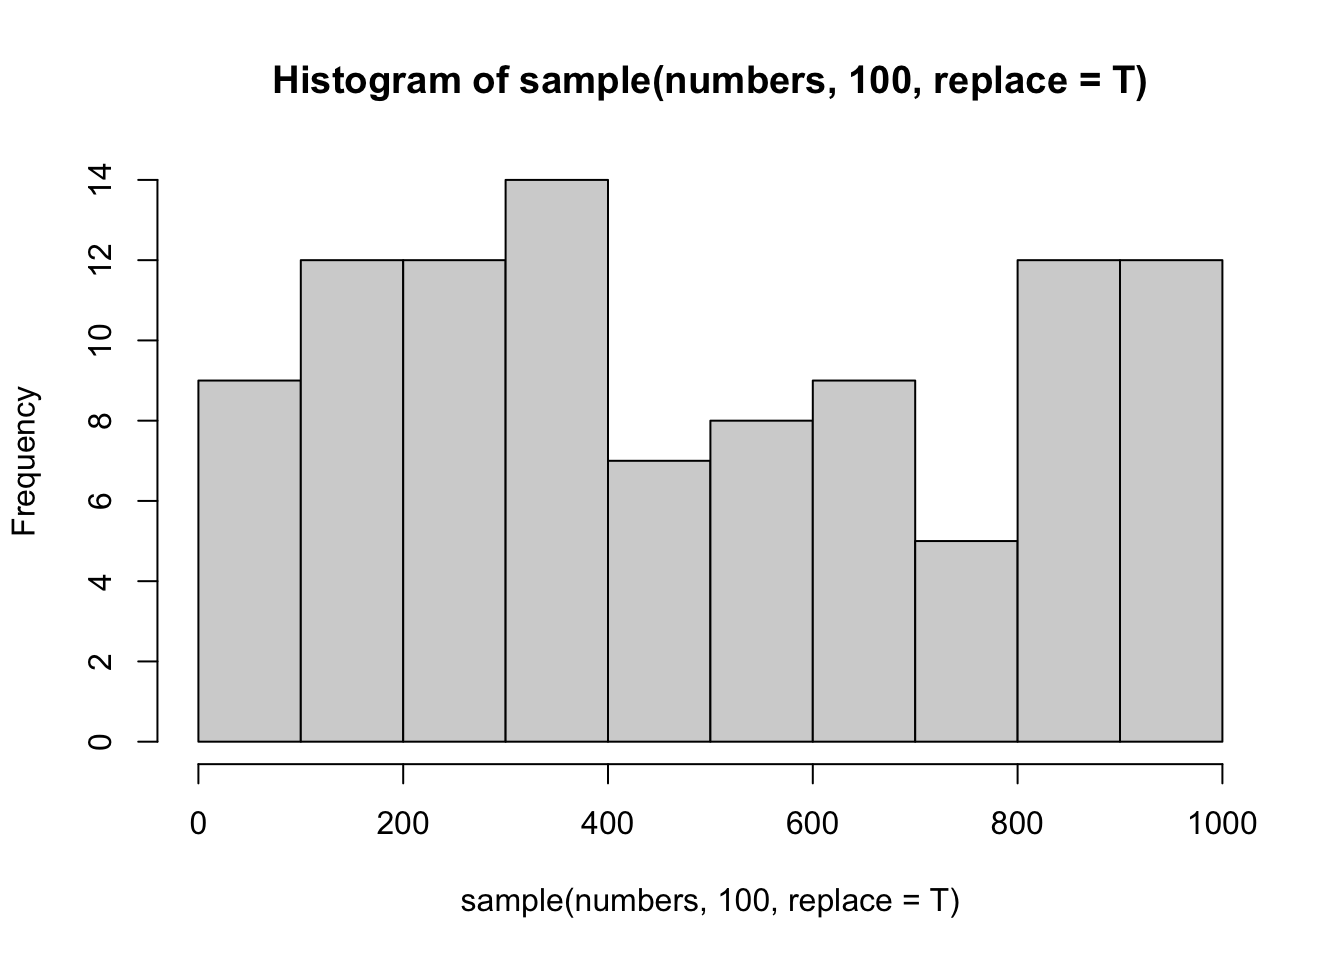 Histogram of sample(numbers, 100, replace = T)
Frequency
14
12
10
8
6
4
2
0
0 200 400 600 800 1000
sample(numbers, 100, replace = T)